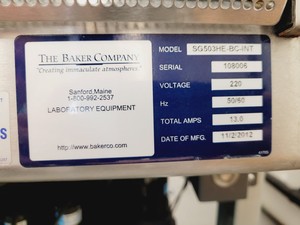 THE BAKER COMPANY
"Creating immaculate atmospheres"
Sanford, Maine
1-800-992-2537
LABORATORY EQUIPMENT
http://www.bakerco.com
MODEL SG503HE-BC-INT
SERIAL 108006
VOLTAGE 220
Hz 50/60
TOTAL AMPS 13.0
DATE OF MFG. 11/2/2012